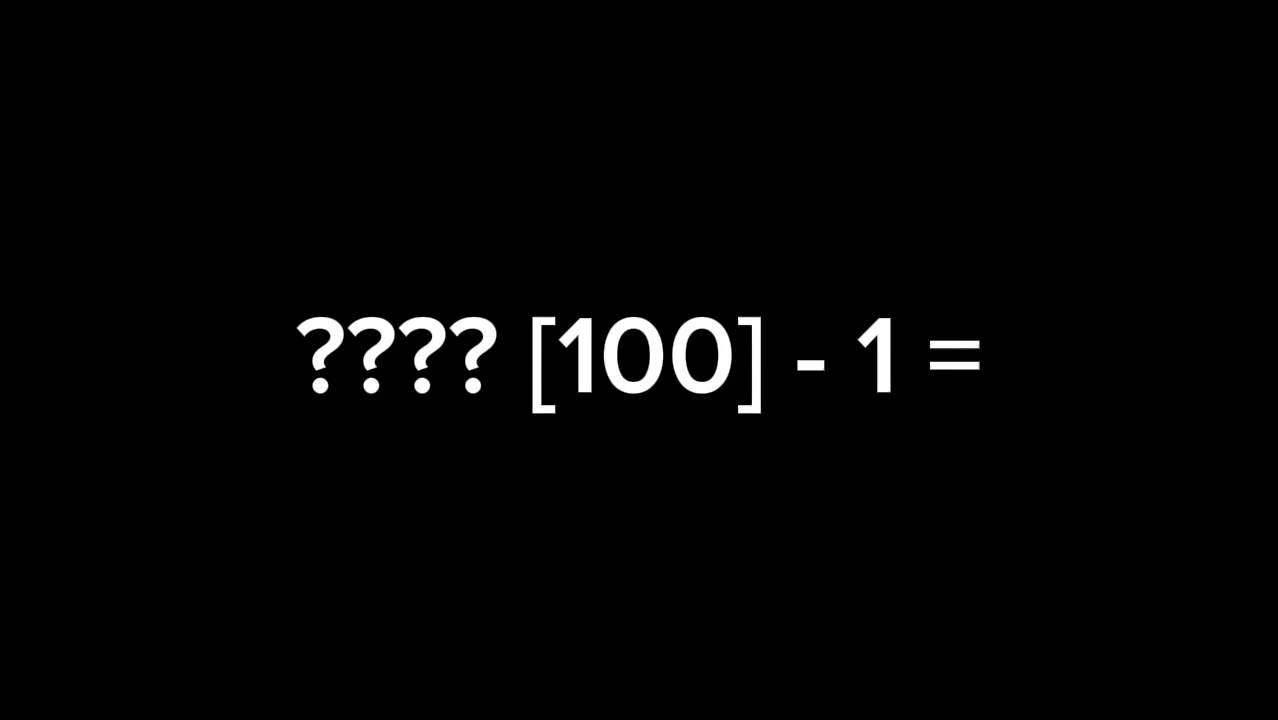 ???? [100] - 1 =